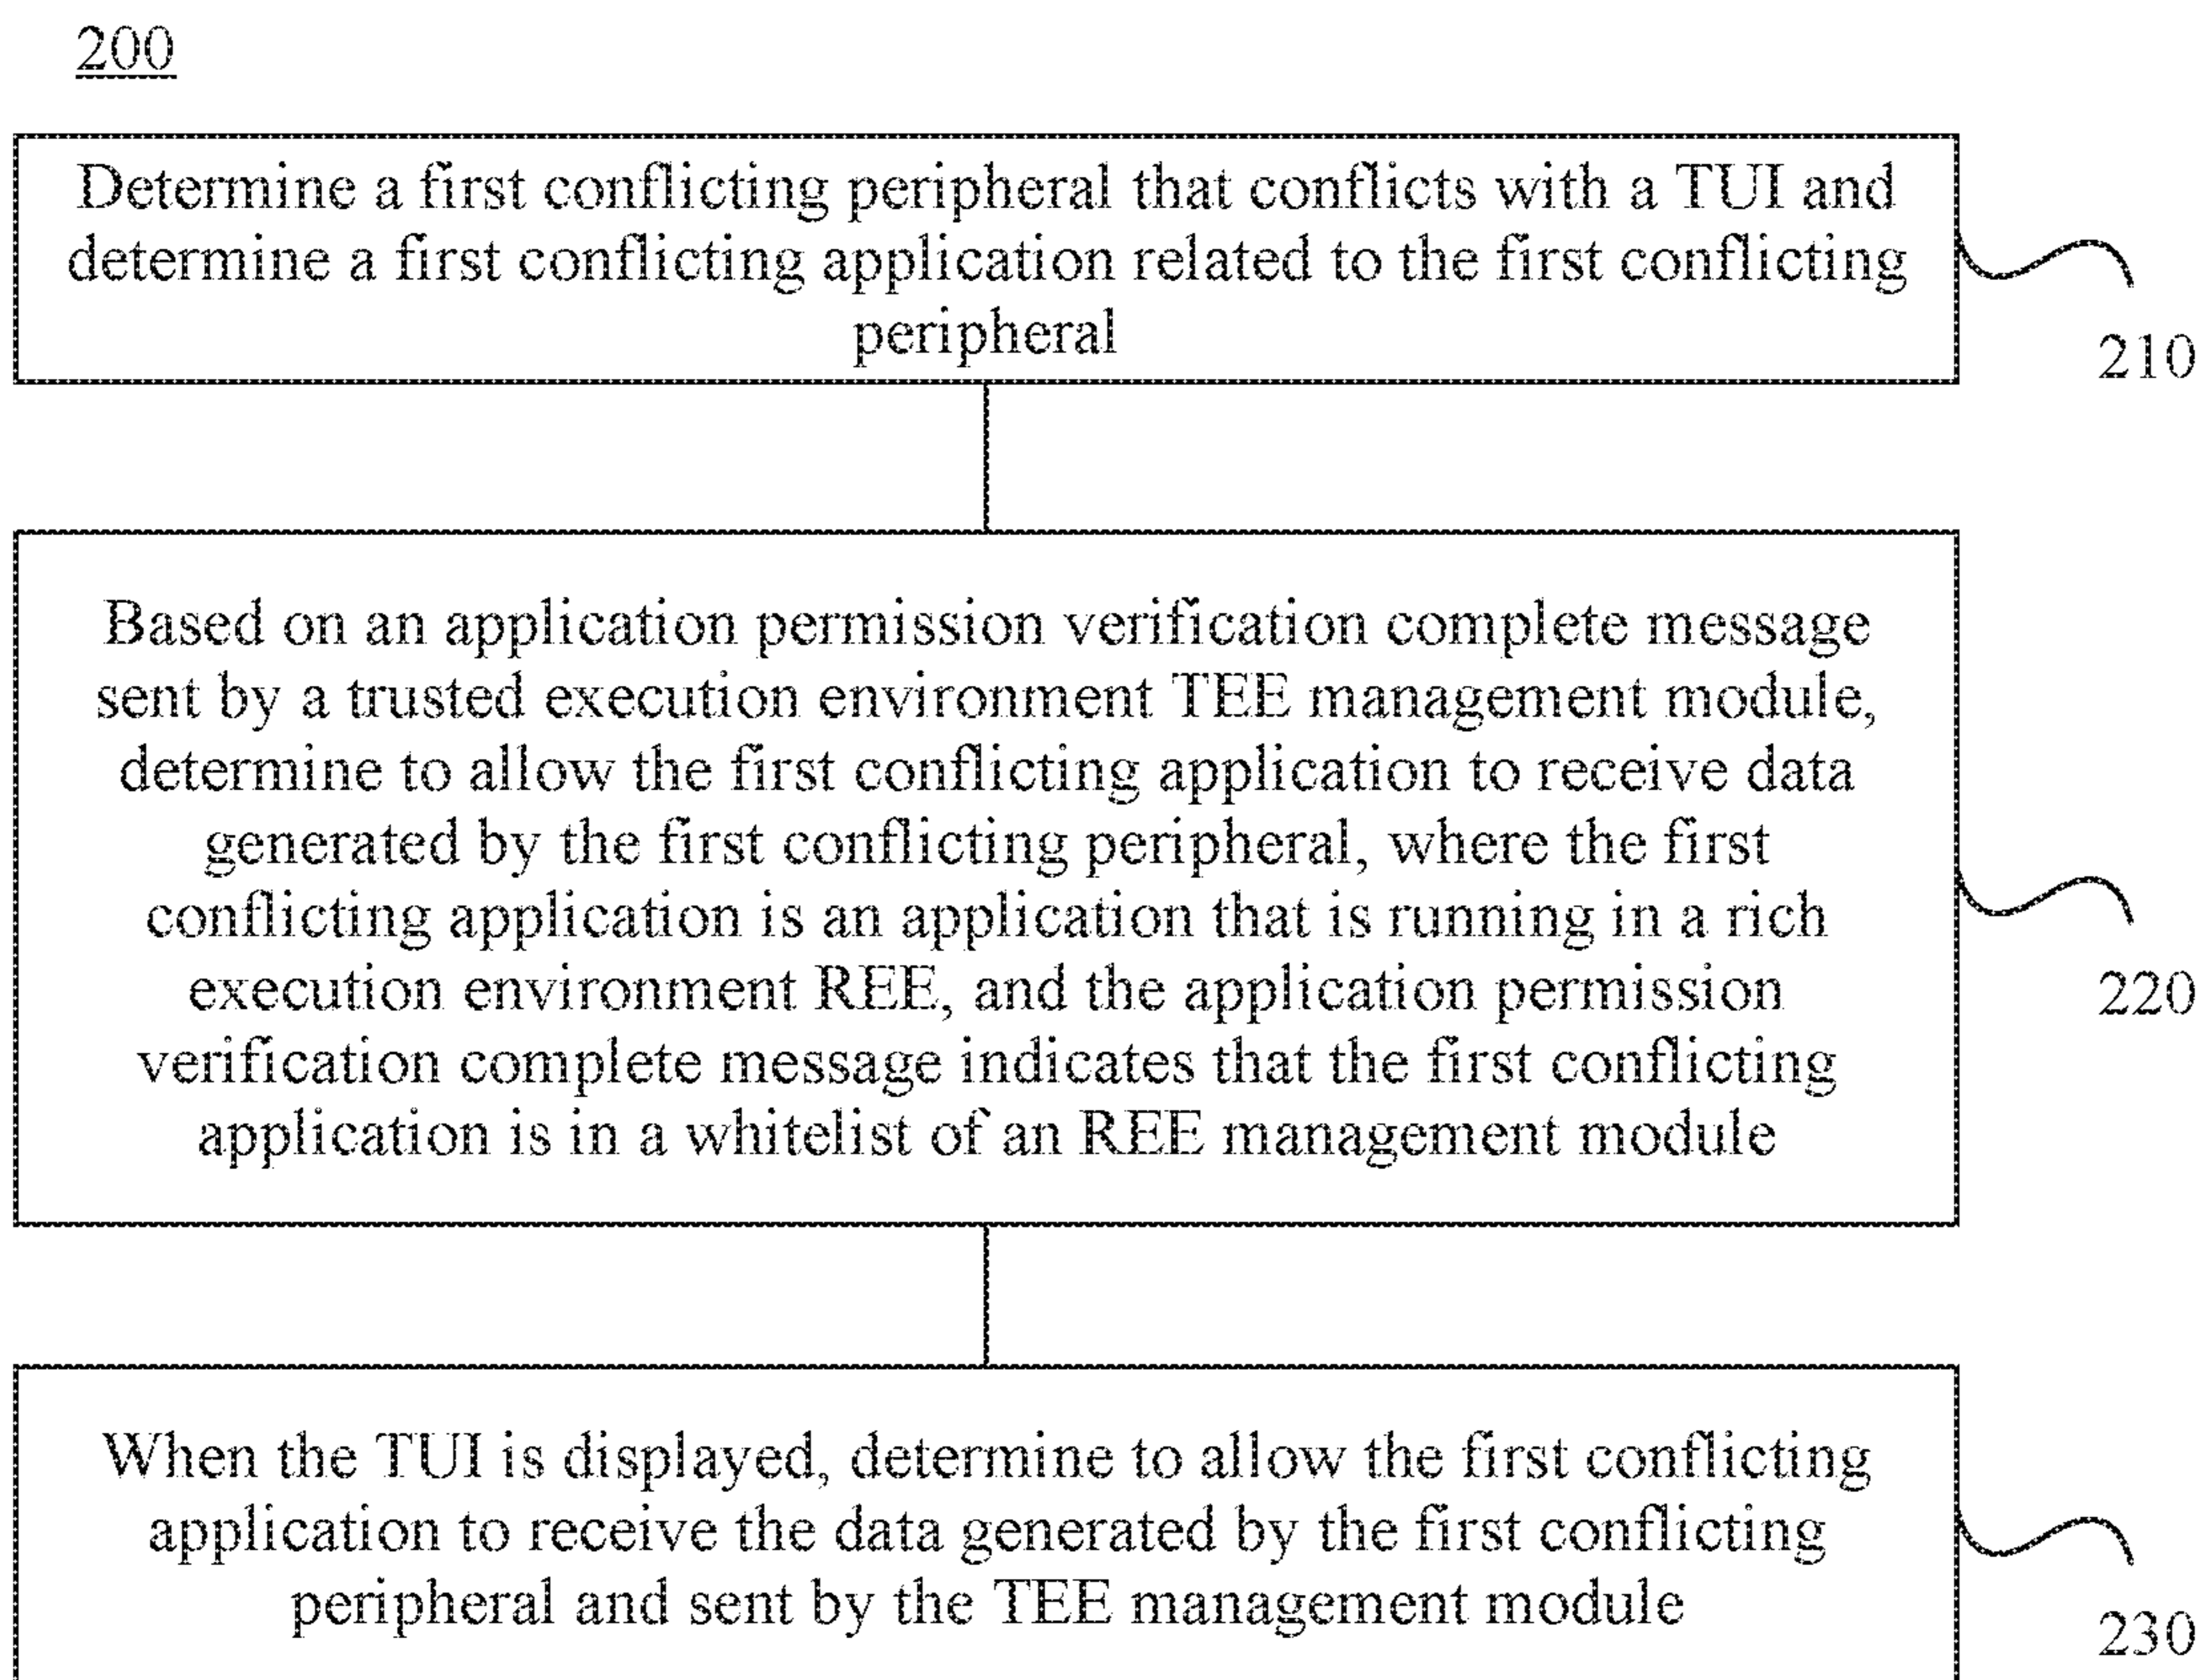 200
Determine a first conflicting peripheral that conflicts with a TUI and
determine a first conflicting application related to the first conflicting
peripheral
210
Based on an application permission verification complete message
sent by a trusted execution environment TEE management module,
determine to allow the first conflicting application to receive data
generated by the first conflicting peripheral, where the first
conflicting application is an application that is running in a rich
execution environment REE, and the application permission
verification complete message indicates that the first conflicting
application is in a whitelist of an REE management module
220
When the TUI is displayed, determine to allow the first conflicting
application to receive the data generated by the first conflicting
peripheral and sent by the TEE management module
230